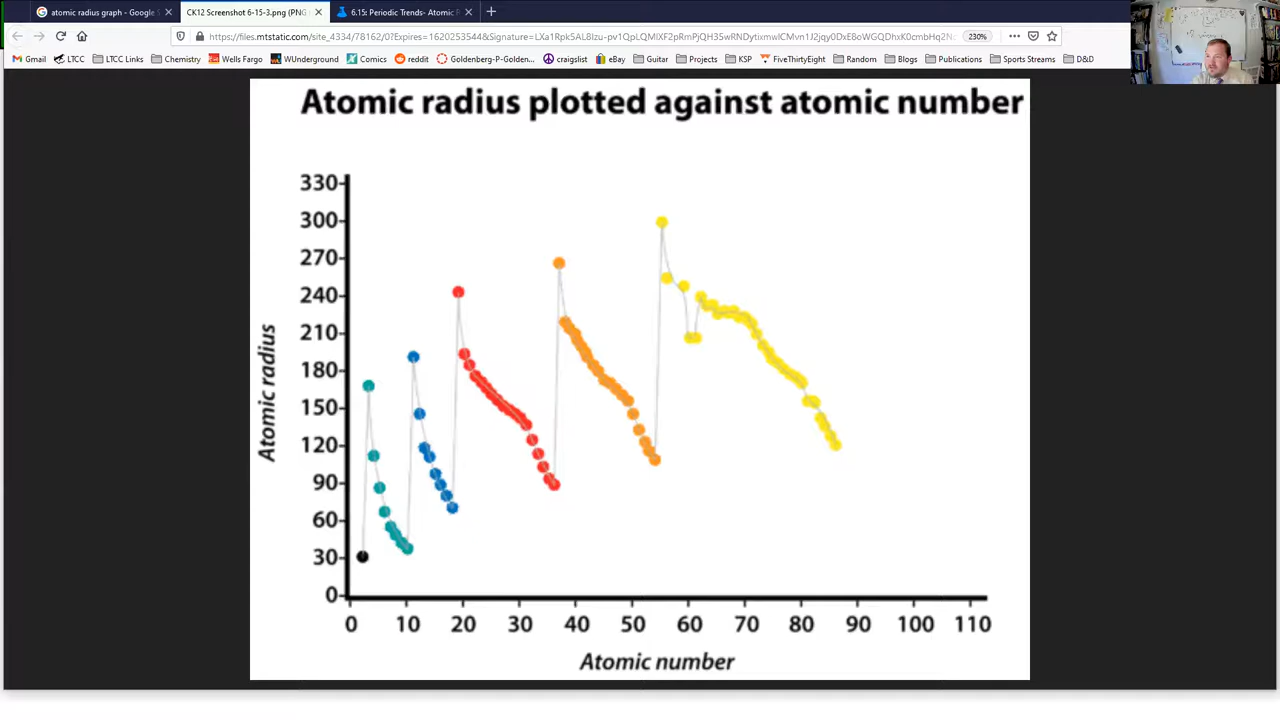 atomic radius graph - Google S
CK12 Screenshot 6-15-3.png (PNG
6.15: Periodic Trends- Atomic R
230%
Gmail LTCC LTCC Links Chemistry Wells Fargo WUnderground Comics reddit Goldenberg-P-Golden... craigslist eBay Guitar Projects KSP FiveThirtyEight Random Blogs Publications Sports Streams D&D
Atomic radius plotted against atomic number
330
300
270
240
210
180
150
120
90
60
30
0
Atomic radius
0 10 20 30 40 50 60 70 80 90 100 110
Atomic number